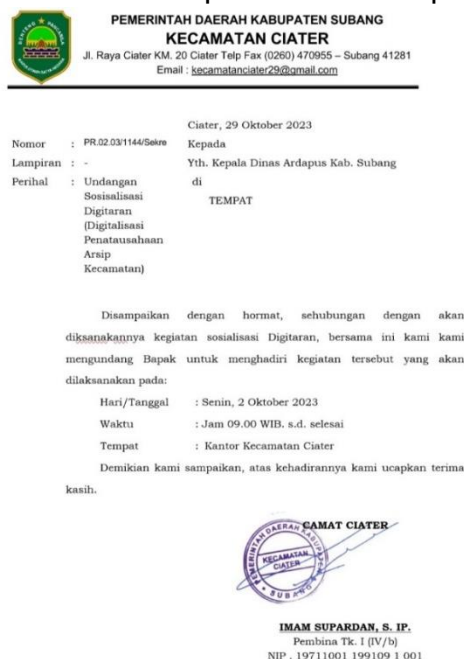 PEMERINTAH DAERAH KABUPATEN SUBANG
KECAMATAN CIATER
Jl. Raya Ciater KM. 20 Ciater Telp Fax (0260) 470955 – Subang 41281
Email : kecamatanciater29@gmail.com
Ciater, 29 Oktober 2023
Nomor : PR.02.03/1144/Sekre Kepada
Lampiran : - Yth. Kepala Dinas Ardapus Kab. Subang
Perihal : Undangan di
Sosisalisasi TEMPAT
Digitaran
(Digitalisasi
Penatausahaan
Arsip
Kecamatan)
Disampaikan dengan hormat, sehubungan dengan akan
diksanakannya kegiatan sosialisasi Digitaran, bersama ini kami kami
mengundang Bapak untuk menghadiri kegiatan tersebut yang akan
dilaksanakan pada:
Hari/Tanggal : Senin, 2 Oktober 2023
Waktu : Jam 09.00 WIB. s.d. selesai
Tempat : Kantor Kecamatan Ciater
Demikian kami sampaikan, atas kehadirannya kami ucapkan terima
kasih.
CAMAT CIATER
PEMERINTAH DAERAH KABUPATEN
KECAMATAN
CIATER
SUBANG
IMAM SUPARDAN, S. IP.
Pembina Tk. I (IV/b)
NIP . 19711001 199109 1 001